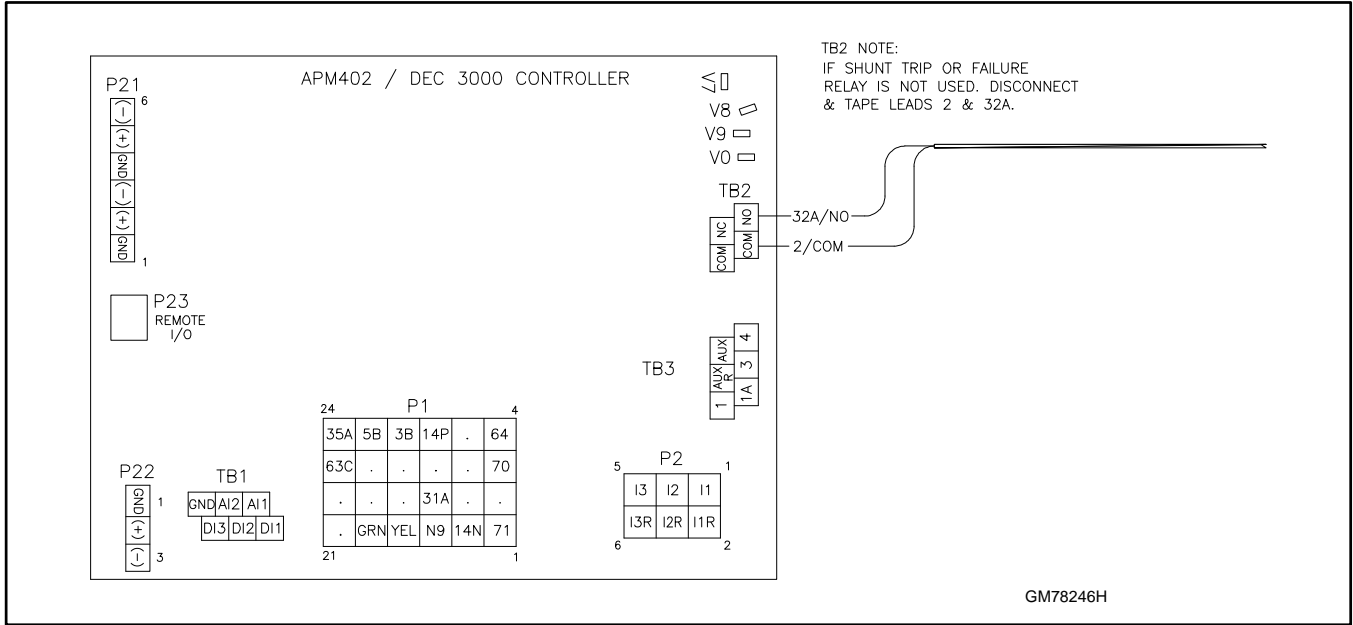 APM402 / DEC 3000 CONTROLLER
TB2 NOTE:
IF SHUNT TRIP OR FAILURE
RELAY IS NOT USED. DISCONNECT
& TAPE LEADS 2 & 32A.
P21
6
(-)
(+)
GND
(-)
(+)
GND
1
V8
V9
V0
TB2
NC NO
COM COM
32A/NO
2/COM
P23
REMOTE
I/O
TB3
AUX 4
AUX R 3
1 1A
P1
24 4
35A 5B 3B 14P . 64
63C . . . . 70
. . . 31A . .
. GRN YEL N9 14N 71
21 1
P2
5 1
I3 I2 I1
I3R I2R I1R
6 2
P22
GND 1
(+)
(-) 3
TB1
GND AI2 AI1
DI3 DI2 DI1
GM78246H